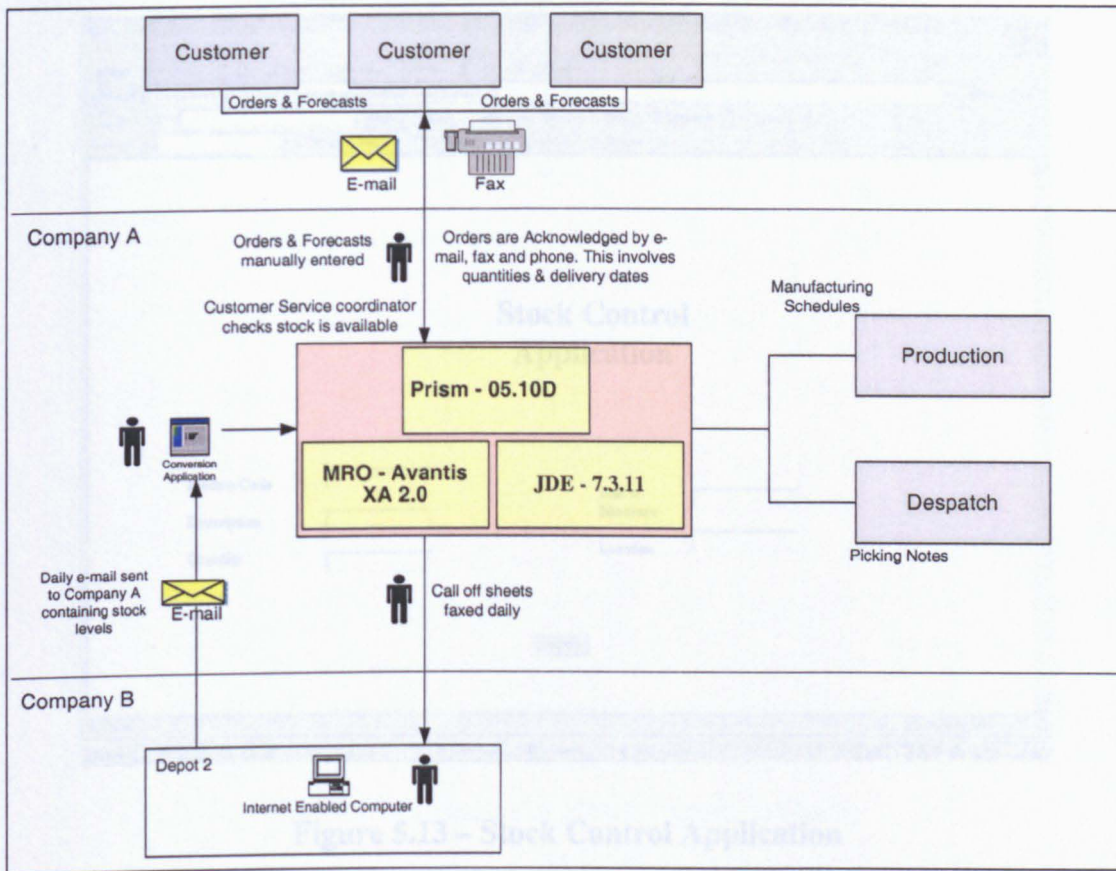 Customer
Customer
Customer
Orders & Forecasts
Orders & Forecasts
E-mail
Fax
Company A
Orders & Forecasts
manually entered
Orders are Acknowledged by e-
mail, fax and phone. This involves
quantities & delivery dates
Customer Service coordinator
checks stock is available
Manufacturing
Schedules
Stock Control
Application
Production
Prism - 05.10D
Conversion
Application
MRO - Avantis
XA 2.0
JDE - 7.3.11
Despatch
Picking Notes
Description
Location
Daily e-mail sent
to Company A
containing stock
levels
E-mail
Call off sheets
faxed daily
Company B
Depot 2
Internet Enabled Computer
Figure 5.13 – Stock Control Application